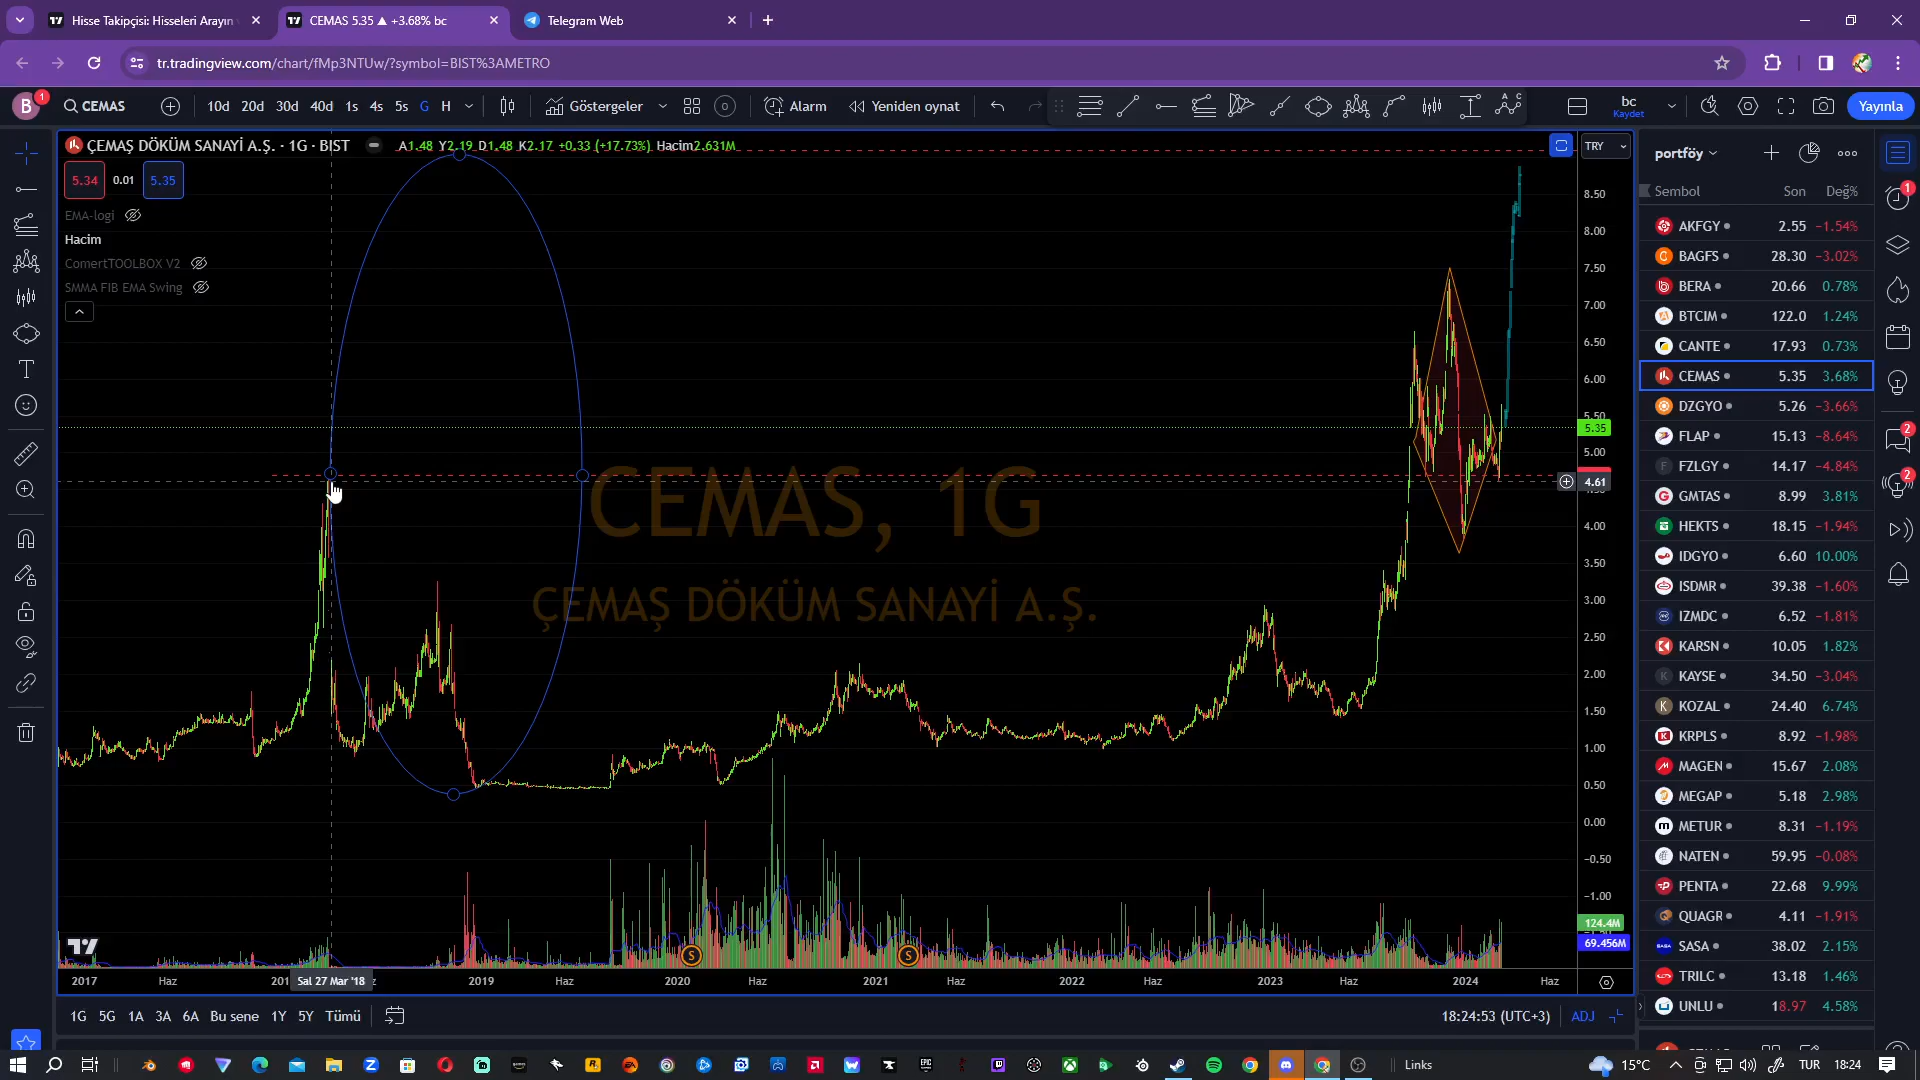 Hisse Takipçisi: Hisseleri Arayın
CEMAS 5.35 ▲ +3.68% bc
Telegram Web
tr.tradingview.com/chart/fMp3NTUw/?symbol=BIST%3AMETRO
B
1
CEMAS
10d 20d 30d 40d 1s 4s 5s G H
Göstergeler
Alarm
Yeniden oynat
bc
Kaydet
Yayınla
ÇEMAŞ DÖKÜM SANAYİ A.Ş. · 1G · BIST
A1.48 Y2.19 D1.48 K2.17 +0.33 (+17.73%) Hacim2.631M
TRY
5.34 0.01 5.35
EMA-logi
Hacim
ComertTOOLBOX V2
SMMA FIB EMA Swing
CEMAS, 1G
ÇEMAŞ DÖKÜM SANAYİ A.Ş.
8.50
8.00
7.50
7.00
6.50
6.00
5.50
5.35
5.00
4.61
4.00
3.50
3.00
2.50
2.00
1.50
1.00
0.50
0.00
−0.50
−1.00
124.4M
69.456M
S
S
2017 Haz Sal 27 Mar '18 2019 Haz 2020 Haz 2021 Haz 2022 Haz 2023 Haz 2024 Haz
1G 5G 1A 3A 6A Bu sene 1Y 5Y Tümü
18:24:53 (UTC+3)
ADJ
portföy
Sembol Son Değ%
AKFGY 2.55 −1.54%
BAGFS 28.30 −3.02%
BERA 20.66 0.78%
BTCIM 122.0 1.24%
CANTE 17.93 0.73%
CEMAS 5.35 3.68%
DZGYO 5.26 −3.66%
FLAP 15.13 −8.64%
FZLGY 14.17 −4.84%
GMTAS 8.99 3.81%
HEKTS 18.15 −1.94%
IDGYO 6.60 10.00%
ISDMR 39.38 −1.60%
IZMDC 6.52 −1.81%
KARSN 10.05 1.82%
KAYSE 34.50 −3.04%
KOZAL 24.40 6.74%
KRPLS 8.92 −1.98%
MAGEN 15.67 2.08%
MEGAP 5.18 2.98%
METUR 8.31 −1.19%
NATEN 59.95 −0.08%
PENTA 22.68 9.99%
QUAGR 4.11 −1.91%
SASA 38.02 2.15%
TRILC 13.18 1.46%
UNLU 18.97 4.58%
1
2
2
Links
15°C
TUR
18:24